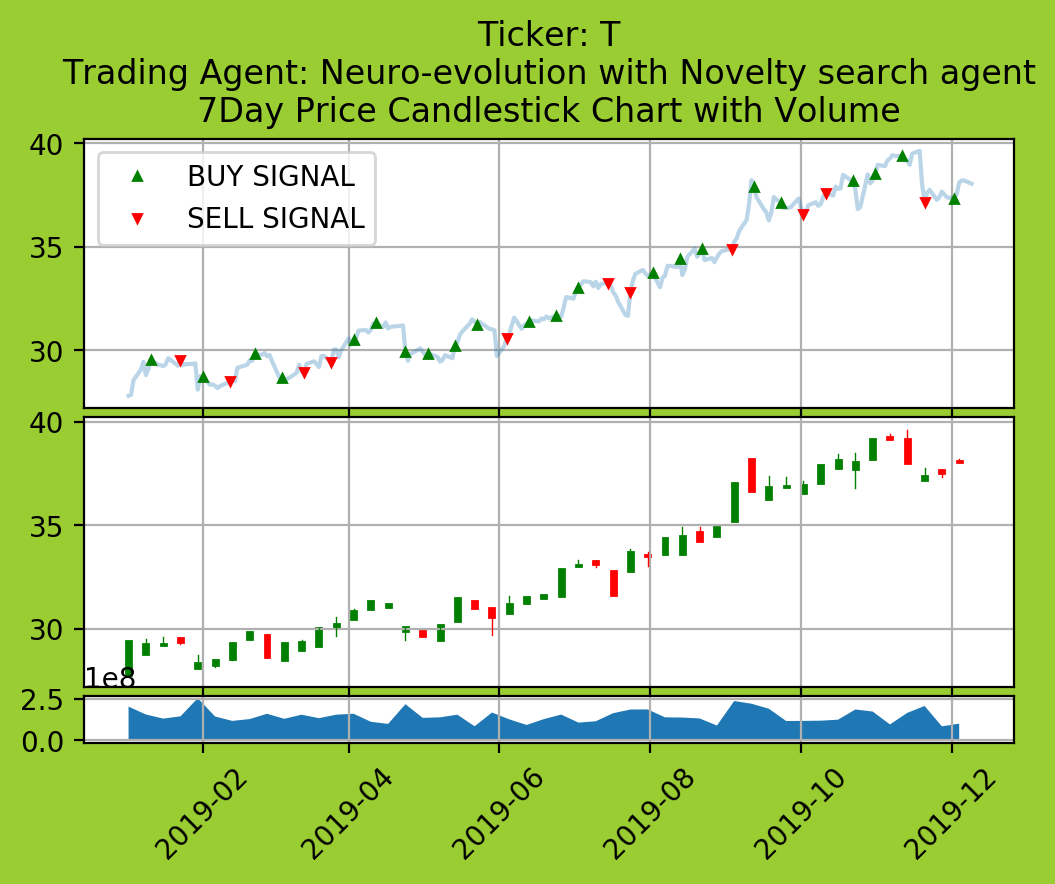 Ticker: T
Trading Agent: Neuro-evolution with Novelty search agent
7Day Price Candlestick Chart with Volume
40
35
30
BUY SIGNAL
SELL SIGNAL
40
35
30
1e8
2.5
0.0
2019-02
2019-04
2019-06
2019-08
2019-10
2019-12